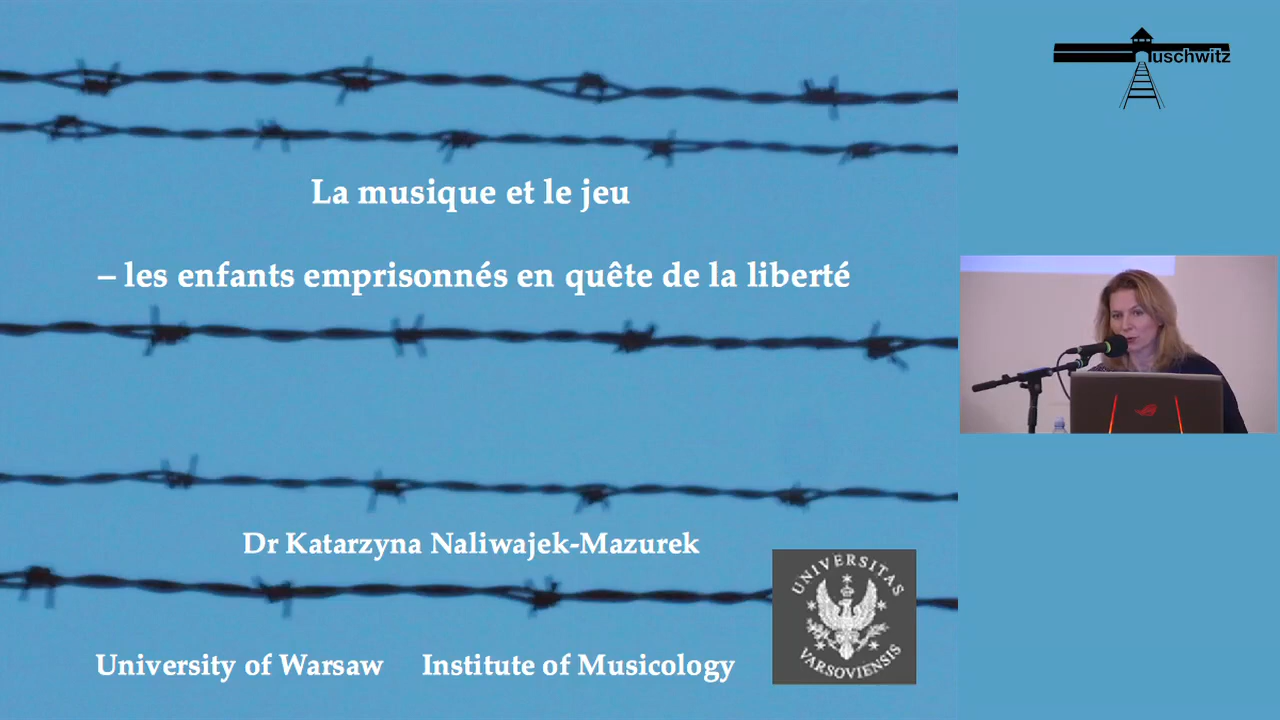 uschwitz
La musique et le jeu
– les enfants emprisonnés en quête de la liberté
Dr Katarzyna Naliwajek-Mazurek
UNIVERSITAS
VARSOVIENSIS
University of Warsaw Institute of Musicology